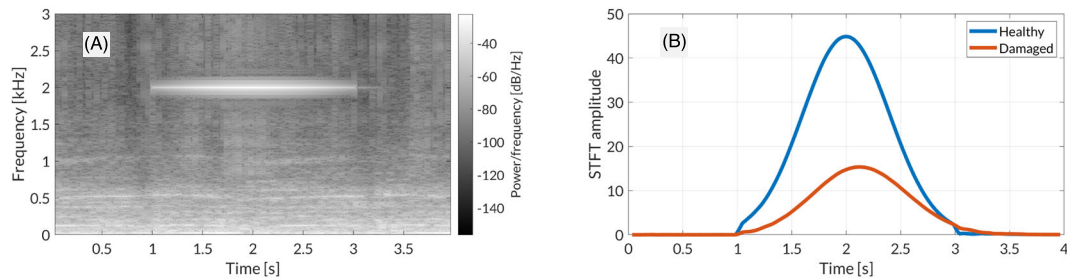 (A)
3
2.5
2
1.5
1
0.5
0
Frequency [kHz]
0.5 1 1.5 2 2.5 3 3.5
Time [s]
-40
-60
-80
-100
-120
-140
Power/frequency [dB/Hz]
(B)
Healthy
Damaged
50
40
30
20
10
0
STFT amplitude
0 0.5 1 1.5 2 2.5 3 3.5 4
Time [s]